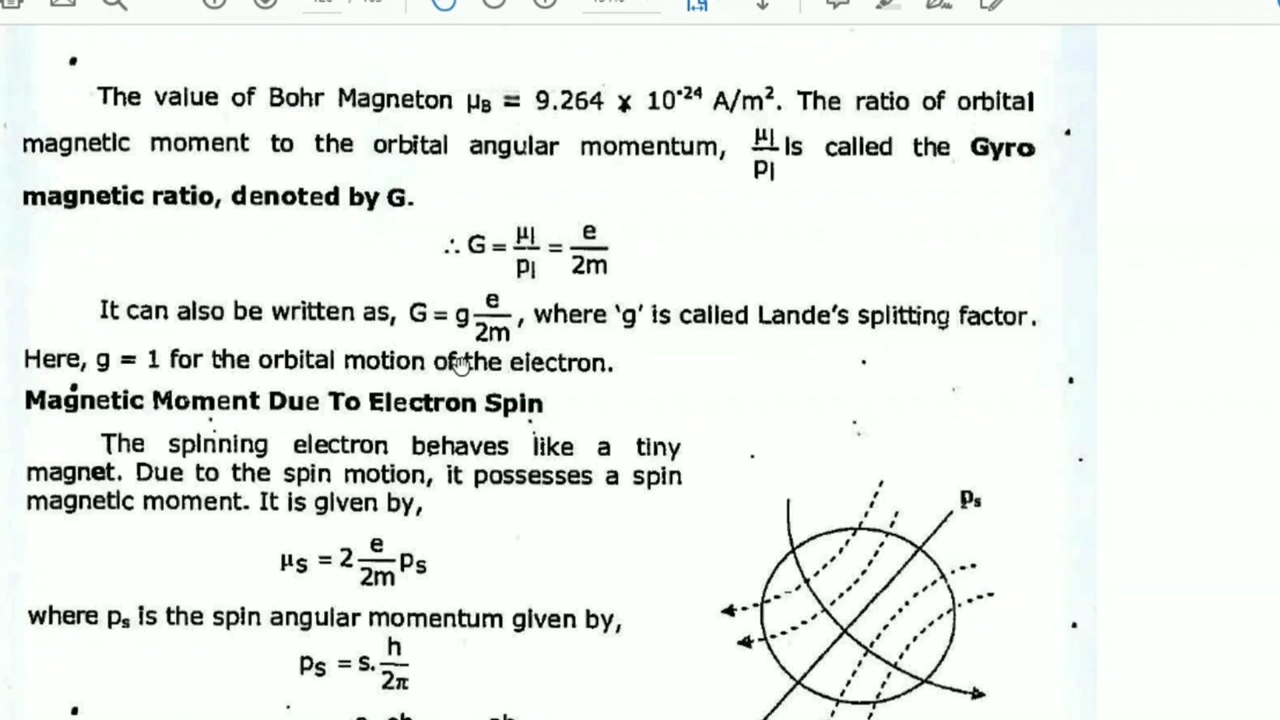 The value of Bohr Magneton μB = 9.264 x 10-24 A/m². The ratio of orbital
magnetic moment to the orbital angular momentum, μl/pl is called the Gyro
magnetic ratio, denoted by G.
∴ G = μl/pl = e/2m
It can also be written as, G = g e/2m, where 'g' is called Lande's splitting factor.
Here, g = 1 for the orbital motion of the electron.
Magnetic Moment Due To Electron Spin
The spinning electron behaves like a tiny
magnet. Due to the spin motion, it possesses a spin
magnetic moment. It is given by,
ps
μs = 2 e/2m ps
where ps is the spin angular momentum given by,
ps = s. h/2π